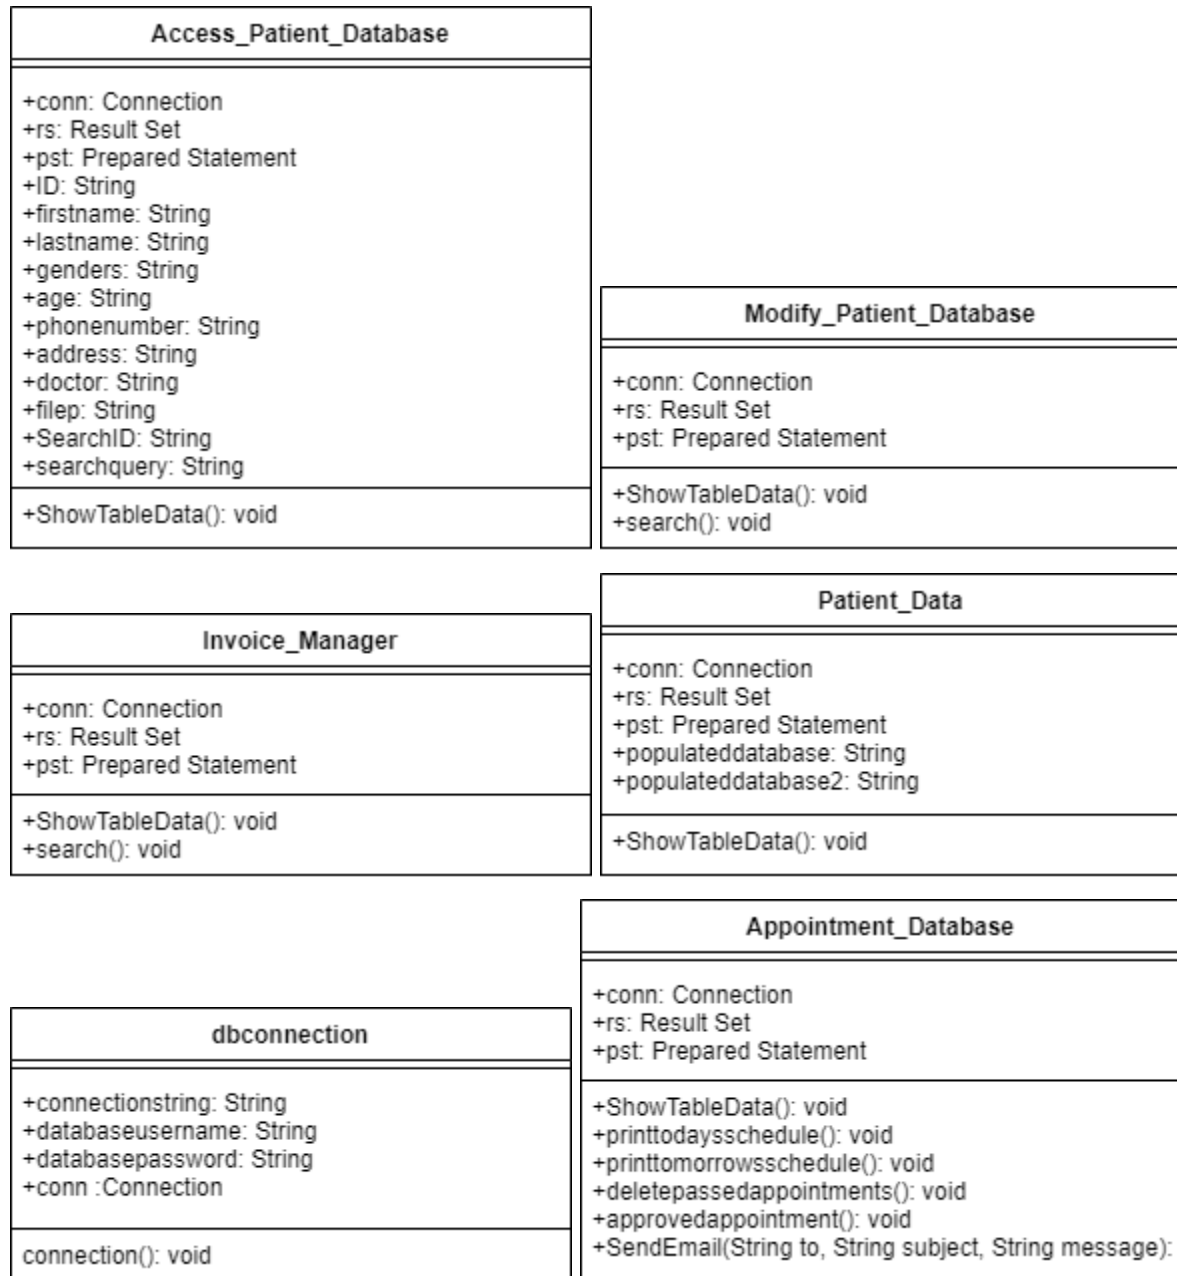 Access_Patient_Database
+conn: Connection
+rs: Result Set
+pst: Prepared Statement
+ID: String
+firstname: String
+lastname: String
+genders: String
+age: String
+phonenumber: String
+address: String
+doctor: String
+filep: String
+SearchID: String
+searchquery: String
+ShowTableData(): void
Modify_Patient_Database
+conn: Connection
+rs: Result Set
+pst: Prepared Statement
+ShowTableData(): void
+search(): void
Invoice_Manager
+conn: Connection
+rs: Result Set
+pst: Prepared Statement
+ShowTableData(): void
+search(): void
Patient_Data
+conn: Connection
+rs: Result Set
+pst: Prepared Statement
+populateddatabase: String
+populateddatabase2: String
+ShowTableData(): void
dbconnection
+connectionstring: String
+databaseusername: String
+databasepassword: String
+conn :Connection
connection(): void
Appointment_Database
+conn: Connection
+rs: Result Set
+pst: Prepared Statement
+ShowTableData(): void
+printtodaysschedule(): void
+printtomorrowsschedule(): void
+deletepassedappointments(): void
+approvedappointment(): void
+SendEmail(String to, String subject, String message):